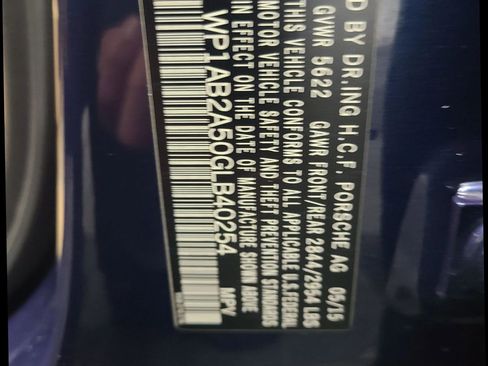 D BY DR.ING H.C.F. PORSCHE AG 05/15
GVWR 5622 GAWR FRONT/REAR 2844/2954 LBS
THIS VEHICLE CONFORMS TO ALL APPLICABLE U.S. FEDERAL
MOTOR VEHICLE SAFETY AND THEFT PREVENTION STANDARDS
IN EFFECT ON THE DATE OF MANUFACTURE SHOWN ABOVE
WP1AB2A50GLB40254 MPV